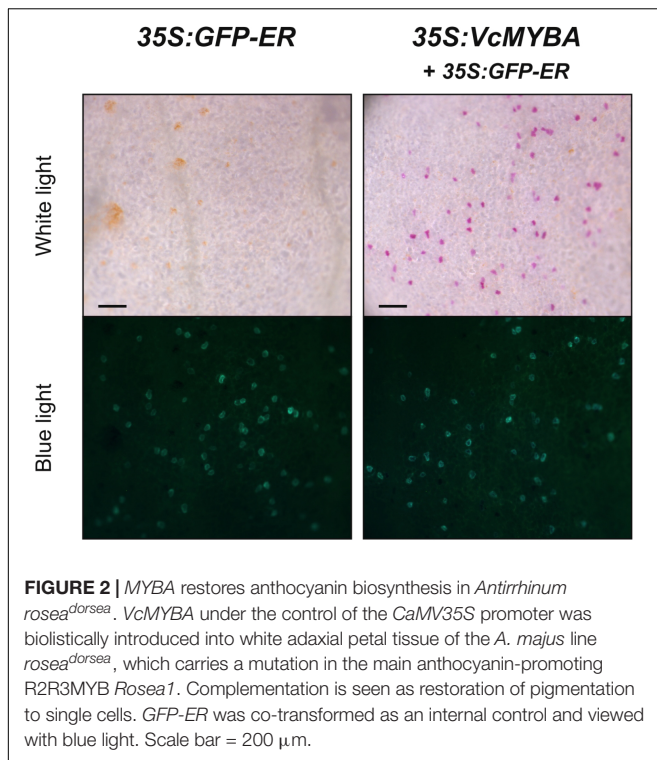 35S:GFP-ER
35S:VcMYBA
+ 35S:GFP-ER
White light
Blue light
FIGURE 2 | MYBA restores anthocyanin biosynthesis in Antirrhinum
rosea^dorsea. VcMYBA under the control of the CaMV35S promoter was
biolistically introduced into white adaxial petal tissue of the A. majus line
rosea^dorsea, which carries a mutation in the main anthocyanin-promoting
R2R3MYB Rosea1. Complementation is seen as restoration of pigmentation
to single cells. GFP-ER was co-transformed as an internal control and viewed
with blue light. Scale bar = 200 μm.